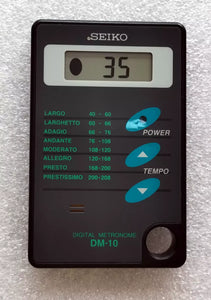 SEIKO
35
LARGO 40 - 60
LARGHETTO 60 - 66
ADAGIO 66 - 76
ANDANTE 76 - 108
MODERATO 108-120
ALLEGRO 120-168
PRESTO 168-200
PRESTISSIMO 200-208
POWER
TEMPO
DIGITAL METRONOME
DM-10